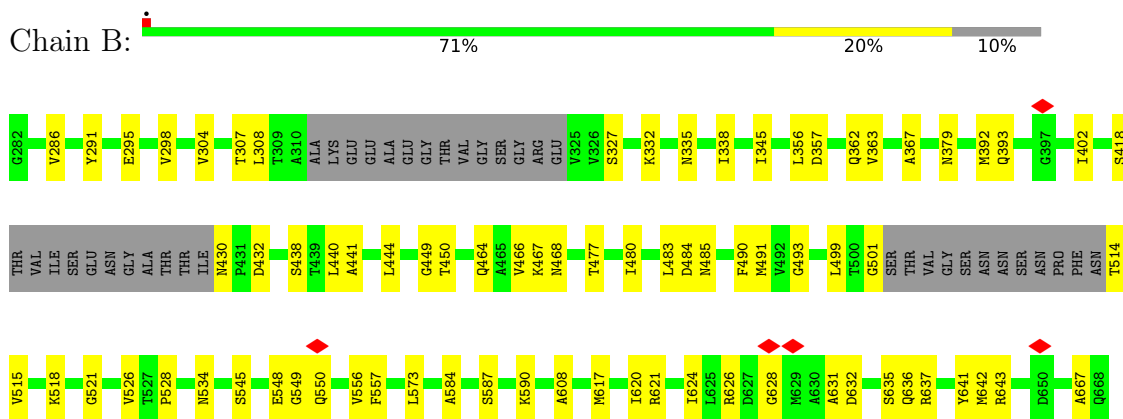 Chain B:
71% 20% 10%
G282 V286 Y291 E295 V298 V304 T307 L308 T309 A310 ALA LYS GLU GLU ALA GLU GLY THR VAL GLY SER GLY ARG GLU V325 V326 S327 K332 N335 I338 I345 L356 D357 Q362 V363 A367 N379 M392 Q393 G397 I402 S418
THR VAL ILE SER GLU ASN GLY ALA THR THR ILE N430 P431 D432 S438 T439 L440 A441 L444 G449 T450 Q464 A465 V466 K467 N468 T477 I480 L483 D484 N485 F490 M491 V492 G493 L499 T500 G501 SER THR VAL GLY SER ASN ASN SER ASN PRO PHE ASN T514
V515 K518 G521 V526 T527 P528 N534 S545 E548 G549 Q550 V556 F557 L573 A584 S587 K590 A608 M617 I620 R621 I624 L625 R626 D627 G628 M629 A630 A631 D632 S635 Q636 R637 Y641 M642 R643 D650 A667 Q668